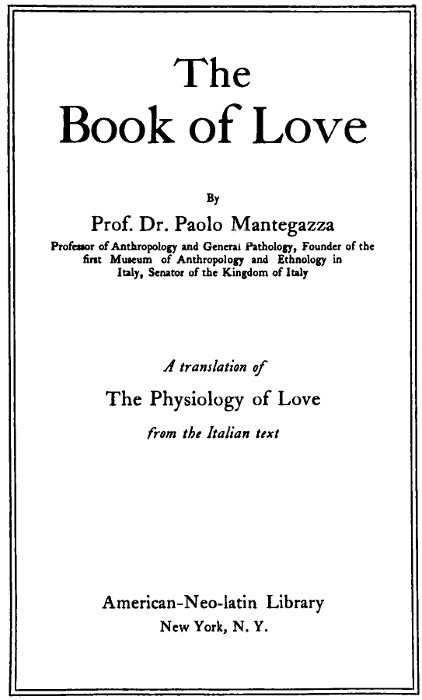 The
Book of Love
By
Prof. Dr. Paolo Mantegazza
Professor of Anthropology and General Pathology, Founder of the
first Museum of Anthropology and Ethnology in
Italy, Senator of the Kingdom of Italy
A translation of
The Physiology of Love
from the Italian text
American-Neo-latin Library
New York, N. Y.